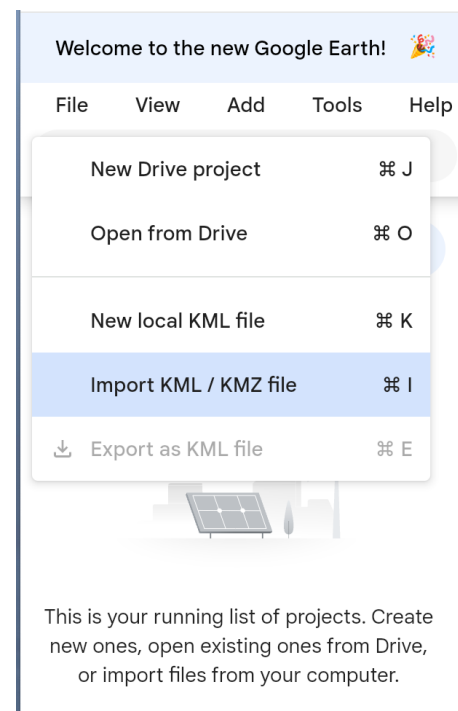 Welcome to the new Google Earth! 🎉
File View Add Tools Help
New Drive project ⌘ J
Open from Drive ⌘ O
New local KML file ⌘ K
Import KML / KMZ file ⌘ I
Export as KML file ⌘ E
This is your running list of projects. Create
new ones, open existing ones from Drive,
or import files from your computer.